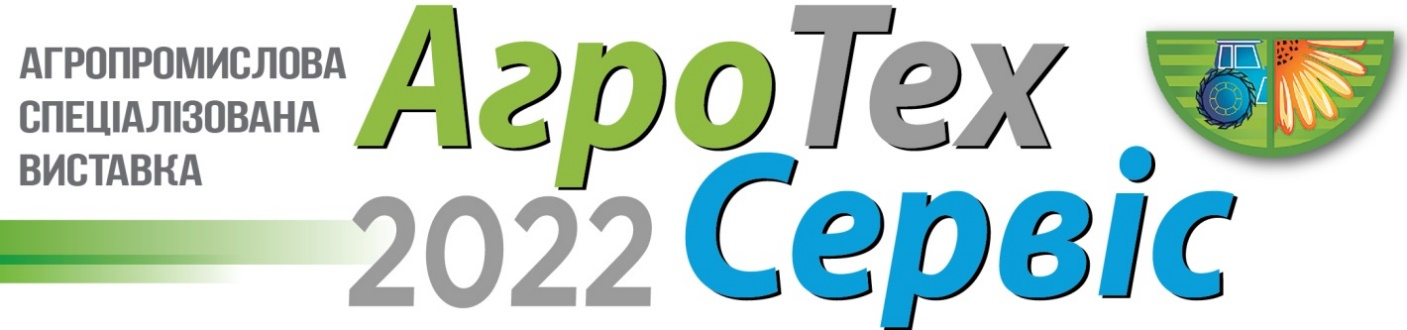 АГРОПРОМИСЛОВА
СПЕЦІАЛІЗОВАНА
ВИСТАВКА
АгроТех
2022 Сервіс